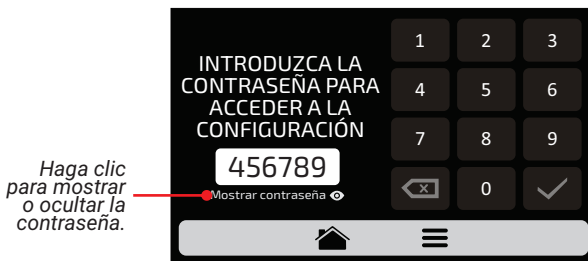 INTRODUZCA LA
CONTRASEÑA PARA
ACCEDER A LA
CONFIGURACIÓN
456789
Mostrar contraseña
1 2 3
4 5 6
7 8 9
0
Haga clic
para mostrar
o ocultar la
contraseña.